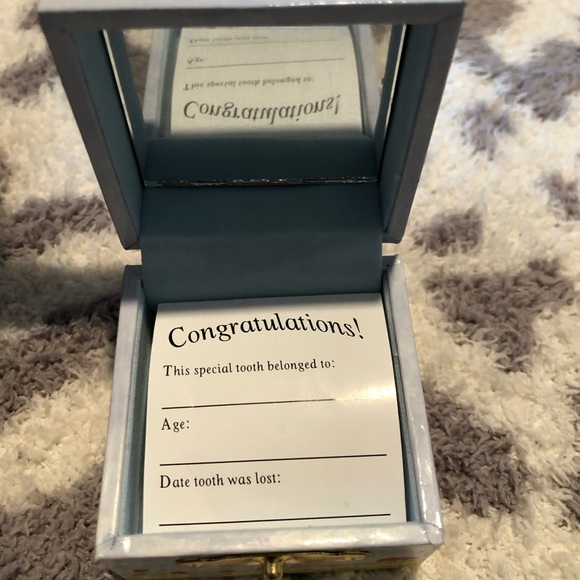 Congratulations!
This special tooth belonged to:
Age:
Date tooth was lost: